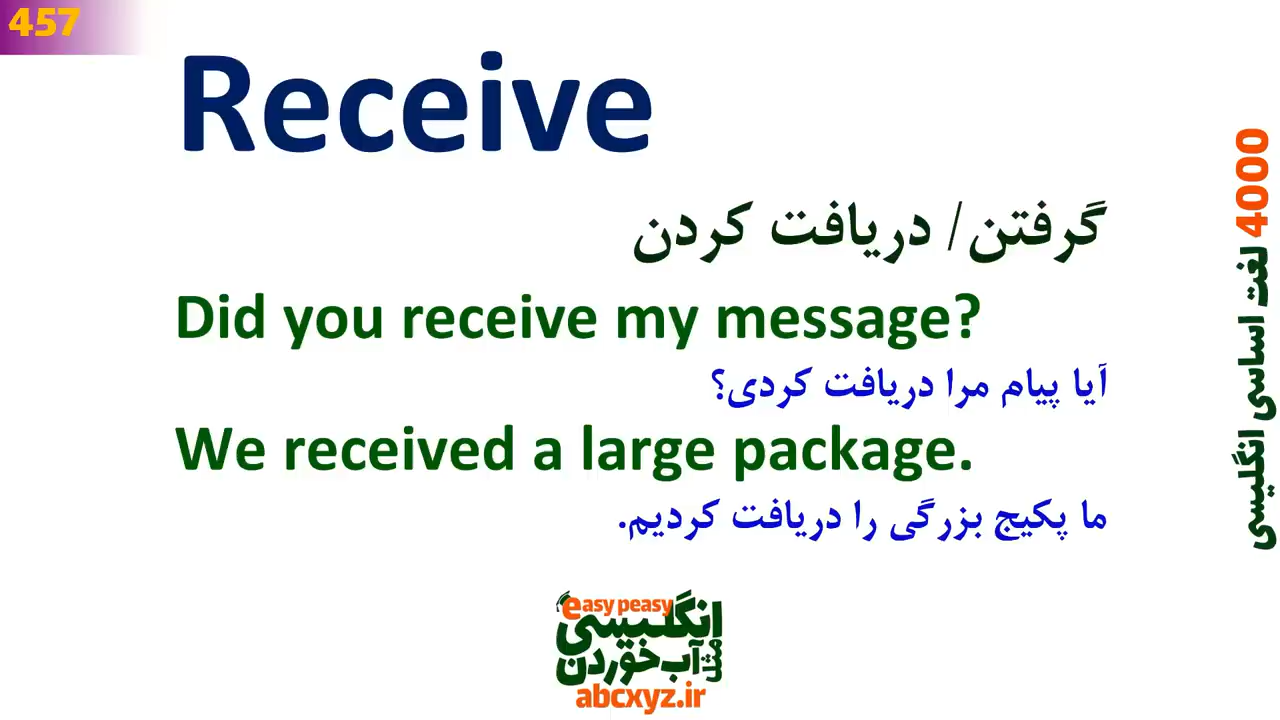 457
Receive
گرفتن/ دریافت کردن
Did you receive my message?
آیا پیام مرا دریافت کردی؟
We received a large package.
ما پکیج بزرگی را دریافت کردیم.
4000 لغت اساسی انگلیسی
easy peasy
انگلیسی
مثل آب خوردن
abcxyz.ir